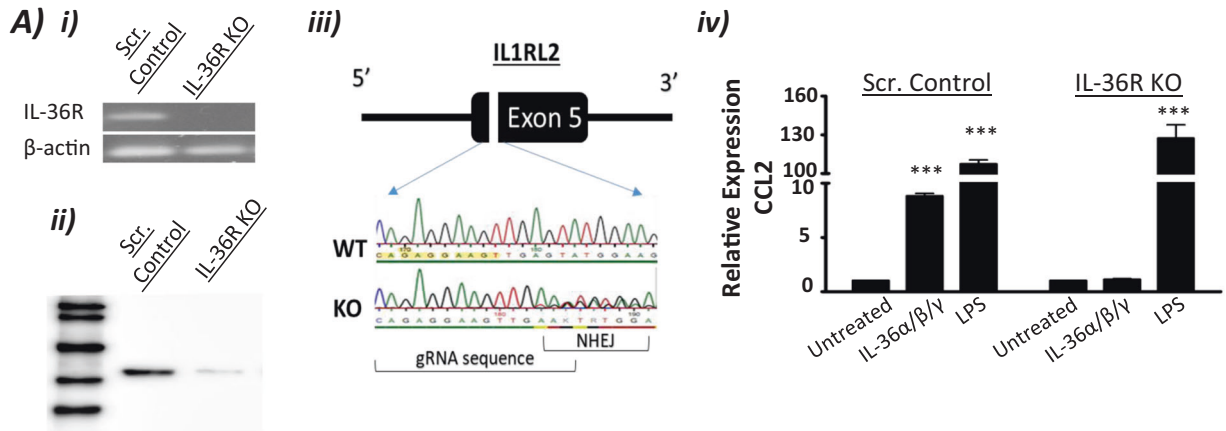 A) i)
Scr. Control
IL-36R KO
IL-36R
β-actin
ii)
Scr. Control
IL-36R KO
iii)
IL1RL2
5’
3’
Exon 5
WT
C A G A G G A A G T T G A G T A T G G A A G
KO
C A G A G G A A G T T G A A K T R T G G A
180
190
gRNA sequence
NHEJ
iv)
Scr. Control
IL-36R KO
Relative Expression
CCL2
160
130
100
10
5
0
***
***
***
Untreated
IL-36α/β/γ
LPS
Untreated
IL-36α/β/γ
LPS